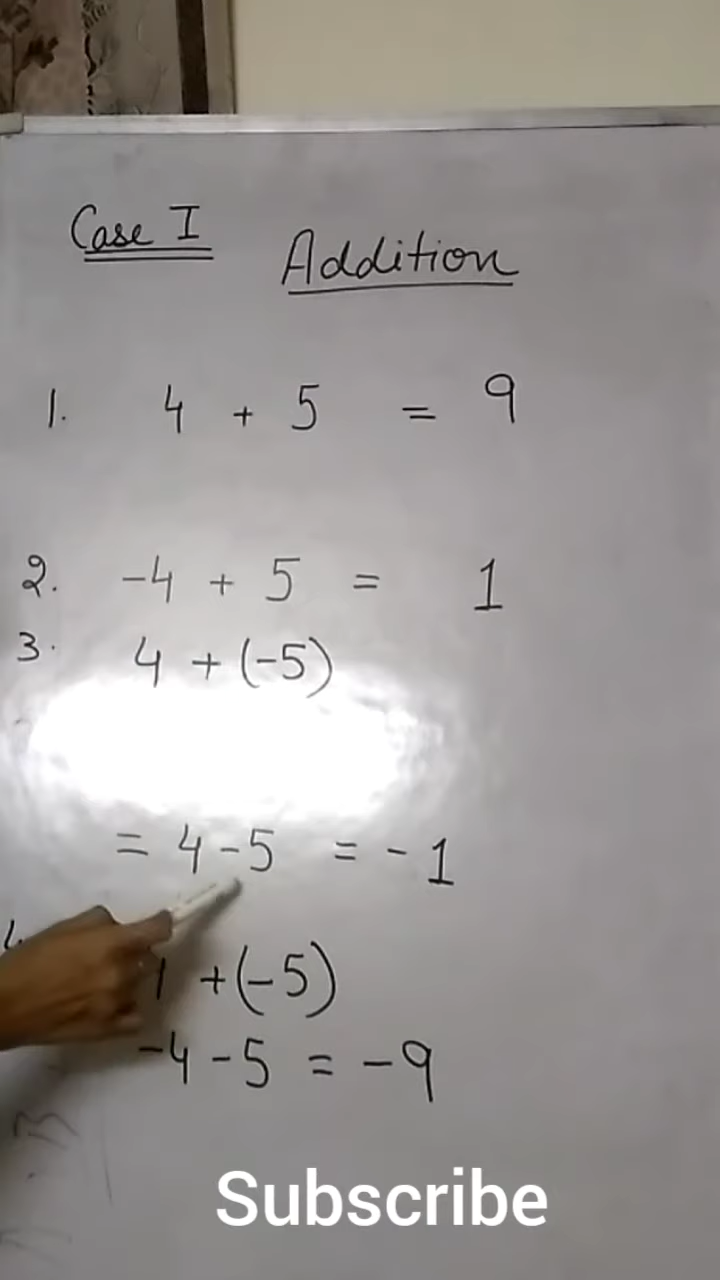 Case I
Addition
1. 4 + 5 = 9
2. -4 + 5 = 1
3. 4 + (-5)
= 4 - 5 = - 1
+ (-5)
-4 - 5 = - 9
Subscribe